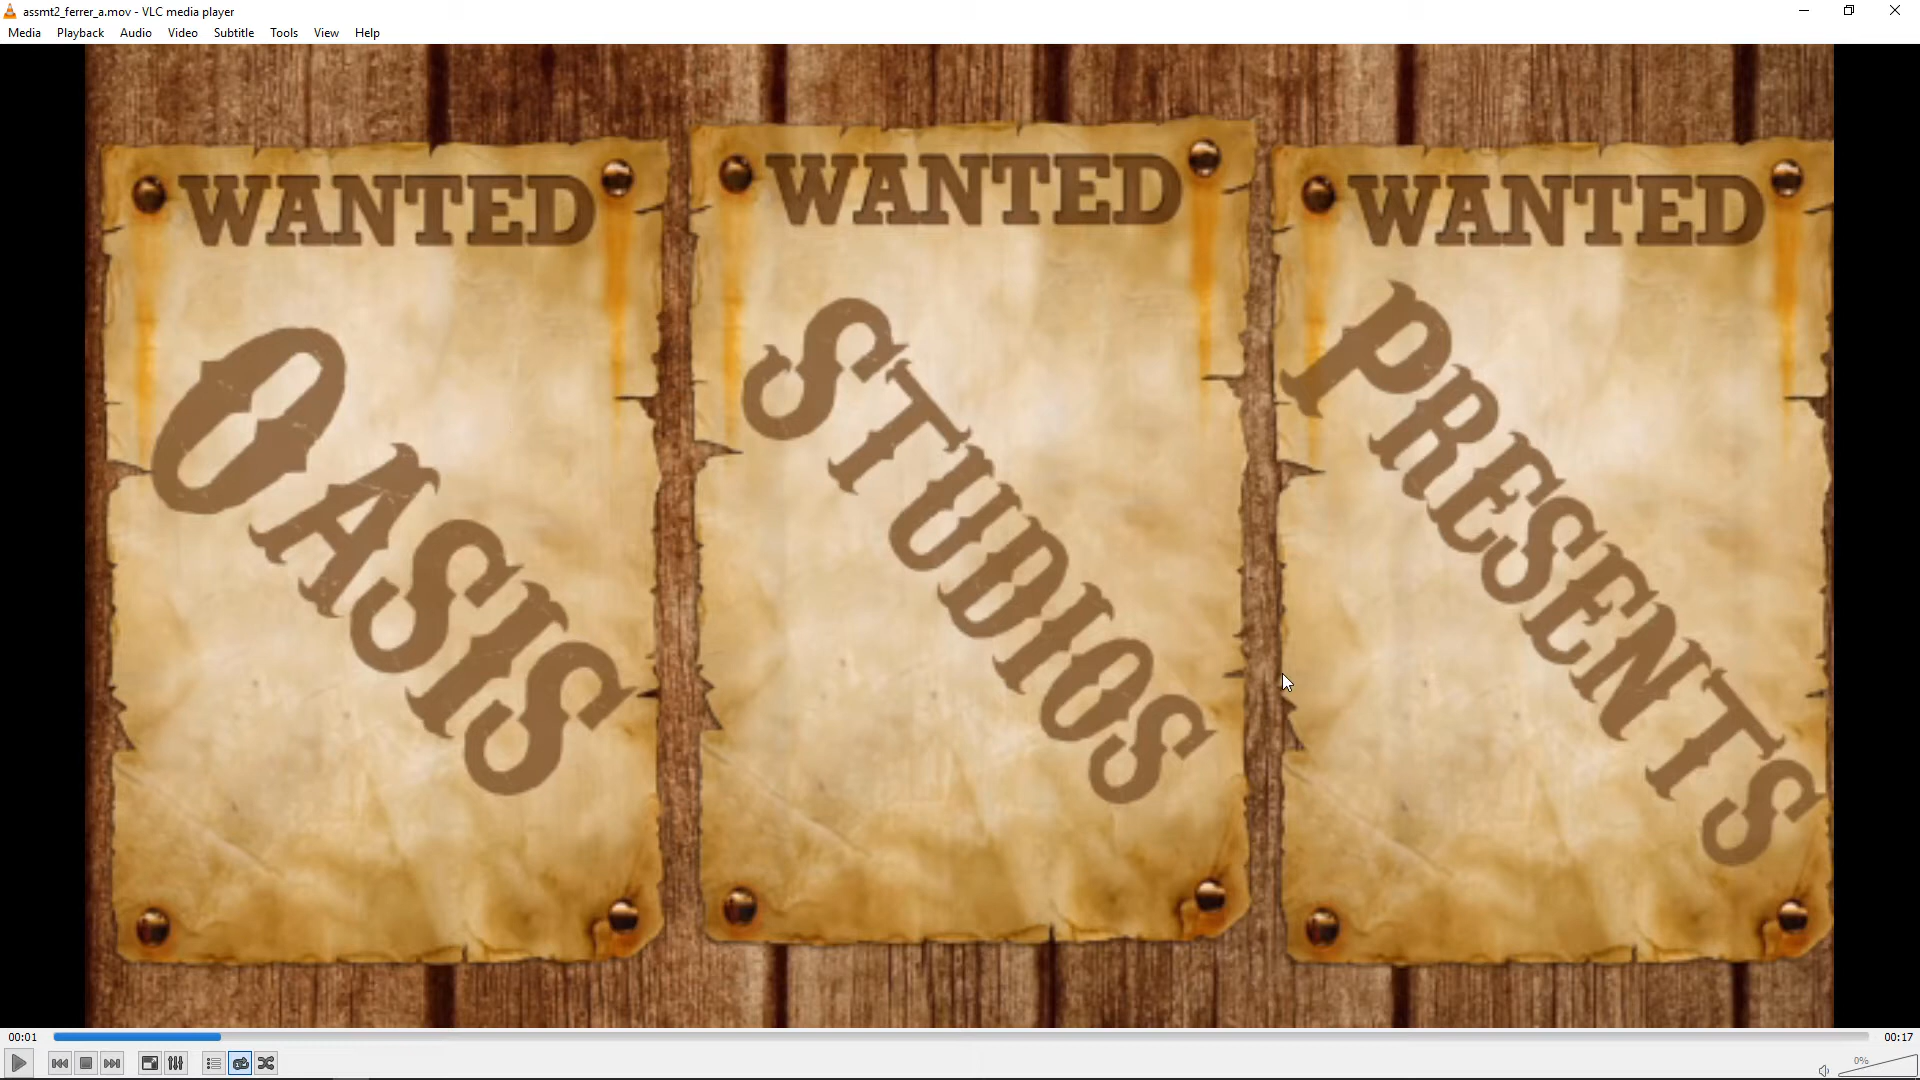 assmt2_ferrer_a.mov - VLC media player
Media Playback Audio Video Subtitle Tools View Help
WANTED
OASIS
WANTED
STUDIOS
WANTED
PRESENTS
00:01
00:17
0%